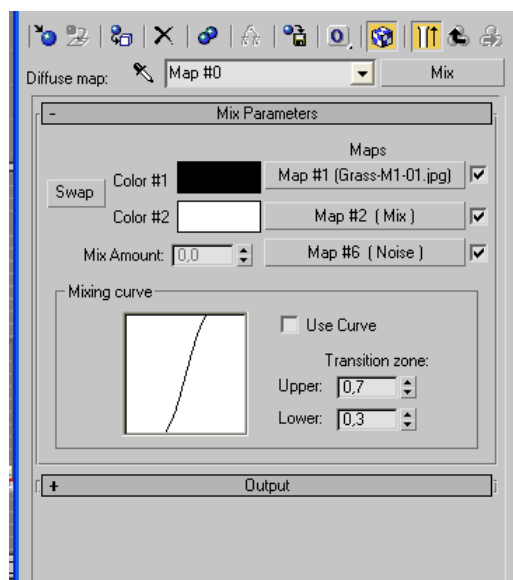 Diffuse map: Map #0 Mix
- Mix Parameters
Maps
Swap Color #1 Map #1 (Grass-M1-01.jpg)
Color #2 Map #2 ( Mix )
Mix Amount: 0,0 Map #6 ( Noise )
Mixing curve
Use Curve
Transition zone:
Upper: 0,7
Lower: 0,3
+ Output